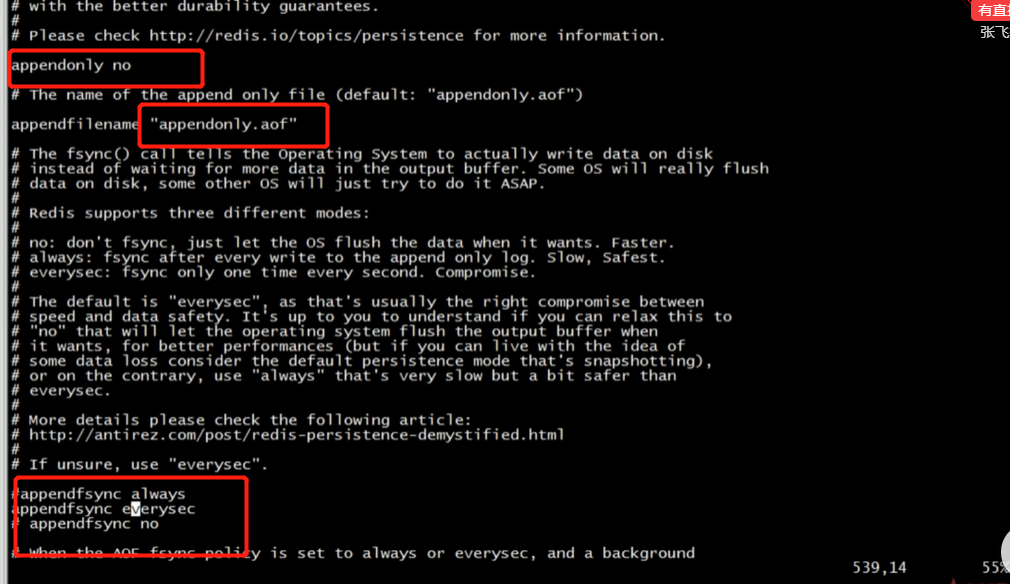 # with the better durability guarantees.
#
# Please check http://redis.io/topics/persistence for more information.
appendonly no
# The name of the append only file (default: "appendonly.aof")
appendfilename "appendonly.aof"
# The fsync() call tells the Operating System to actually write data on disk
# instead of waiting for more data in the output buffer. Some OS will really flush
# data on disk, some other OS will just try to do it ASAP.
#
# Redis supports three different modes:
#
# no: don't fsync, just let the OS flush the data when it wants. Faster.
# always: fsync after every write to the append only log. Slow, Safest.
# everysec: fsync only one time every second. Compromise.
#
# The default is "everysec", as that's usually the right compromise between
# speed and data safety. It's up to you to understand if you can relax this to
# "no" that will let the operating system flush the output buffer when
# it wants, for better performances (but if you can live with the idea of
# some data loss consider the default persistence mode that's snapshotting),
# or on the contrary, use "always" that's very slow but a bit safer than
# everysec.
#
# More details please check the following article:
# http://antirez.com/post/redis-persistence-demystified.html
#
# If unsure, use "everysec".
#appendfsync always
appendfsync everysec
# appendfsync no
# When the AOF fsync policy is set to always or everysec, and a background
539,14 55%
有直
张飞